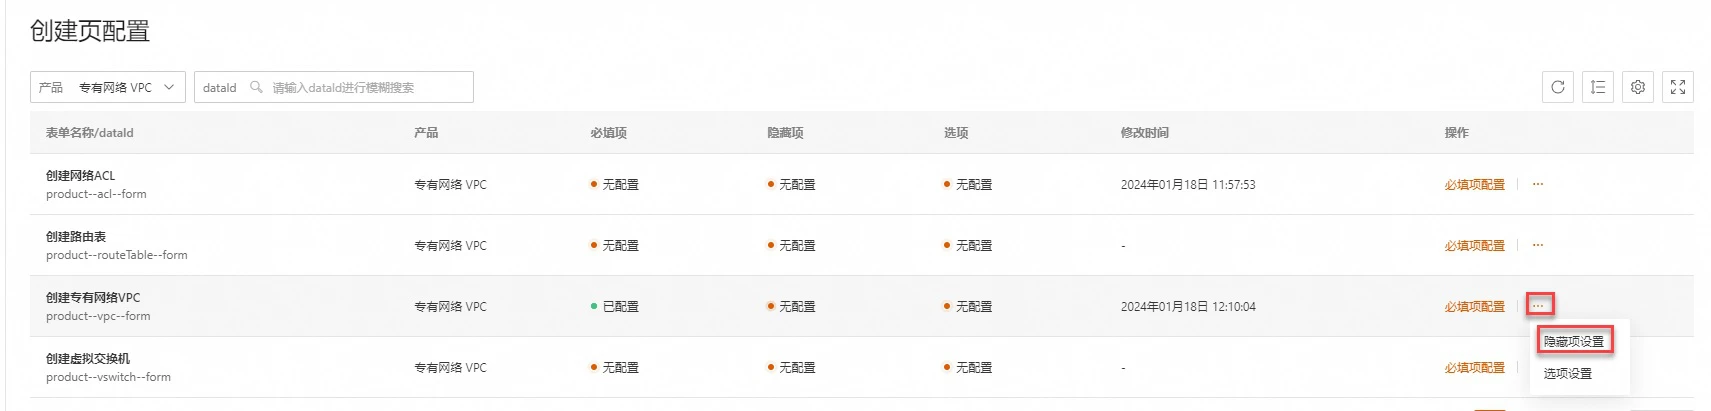 创建页配置
产品 专有网络 VPC dataId 请输入dataId进行模糊搜索
表单名称/dataId 产品 必填项 隐藏项 选项 修改时间 操作
创建网络ACL
product--acl--form 专有网络 VPC 无配置 无配置 无配置 2024年01月18日 11:57:53 必填项配置 ...
创建路由表
product--routeTable--form 专有网络 VPC 无配置 无配置 无配置 - 必填项配置 ...
创建专有网络VPC
product--vpc--form 专有网络 VPC 已配置 无配置 无配置 2024年01月18日 12:10:04 必填项配置 ...
隐藏项设置
创建虚拟交换机
product--vswitch--form 专有网络 VPC 无配置 无配置 无配置 - 必填项配置
选项设置